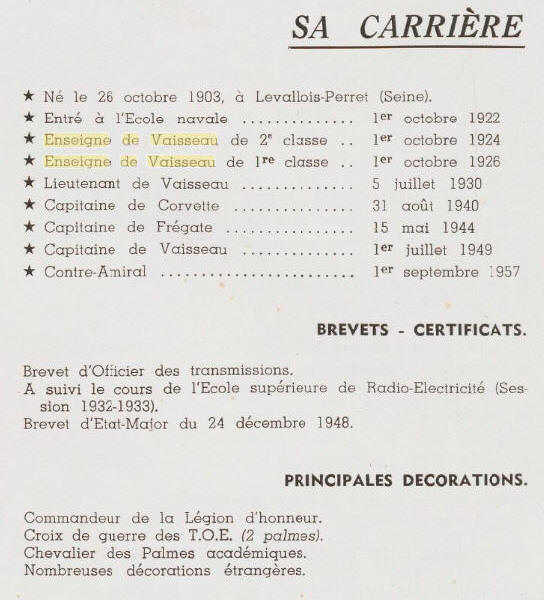 SA CARRIÈRE
★ Né le 26 octobre 1903, à Levallois-Perret (Seine).
★ Entré à l'Ecole navale ............... 1er octobre 1922
★ Enseigne de Vaisseau de 2e classe .. 1er octobre 1924
★ Enseigne de Vaisseau de 1re classe .. 1er octobre 1926
★ Lieutenant de Vaisseau ............. 5 juillet 1930
★ Capitaine de Corvette .............. 31 août 1940
★ Capitaine de Frégate ............... 15 mai 1944
★ Capitaine de Vaisseau ............. 1er juillet 1949
★ Contre-Amiral ........................ 1er septembre 1957
BREVETS - CERTIFICATS.
Brevet d'Officier des transmissions.
A suivi le cours de l'Ecole supérieure de Radio-Electricité (Ses-
sion 1932-1933).
Brevet d'Etat-Major du 24 décembre 1948.
PRINCIPALES DECORATIONS.
Commandeur de la Légion d'honneur.
Croix de guerre des T.O.E. (2 palmes).
Chevalier des Palmes académiques.
Nombreuses décorations étrangères.